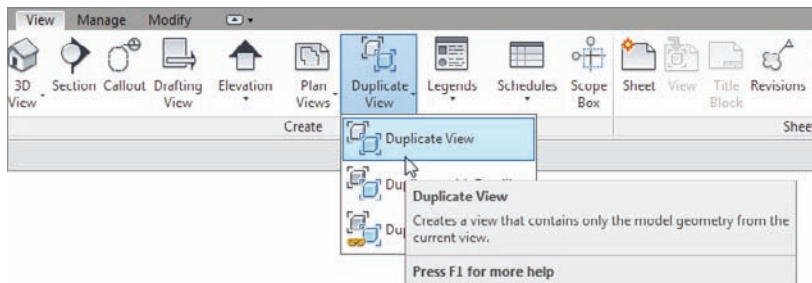 View Manage Modify
3D View
Section
Callout
Drafting View
Elevation
Plan Views
Duplicate View
Legends
Schedules
Scope Box
Sheet
View
Title Block
Revisions
Create
Shee
Duplicate View
Du
Du
Duplicate View
Creates a view that contains only the model geometry from the
current view.
Press F1 for more help